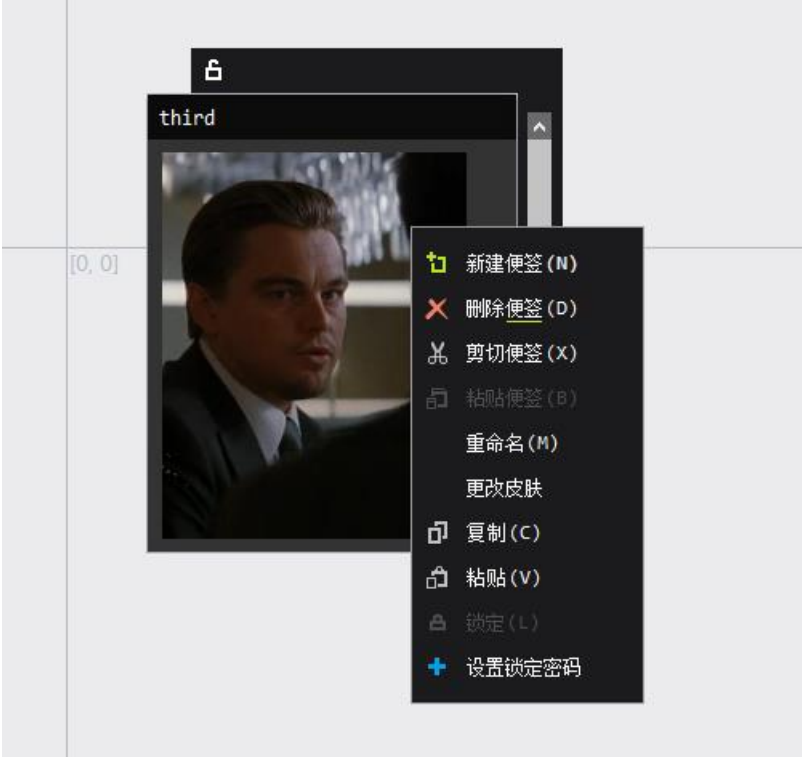 third
[0, 0]
新建便签(N)
删除便签(D)
剪切便签(X)
粘贴便签(B)
重命名(M)
更改皮肤
复制(C)
粘贴(V)
锁定(L)
设置锁定密码